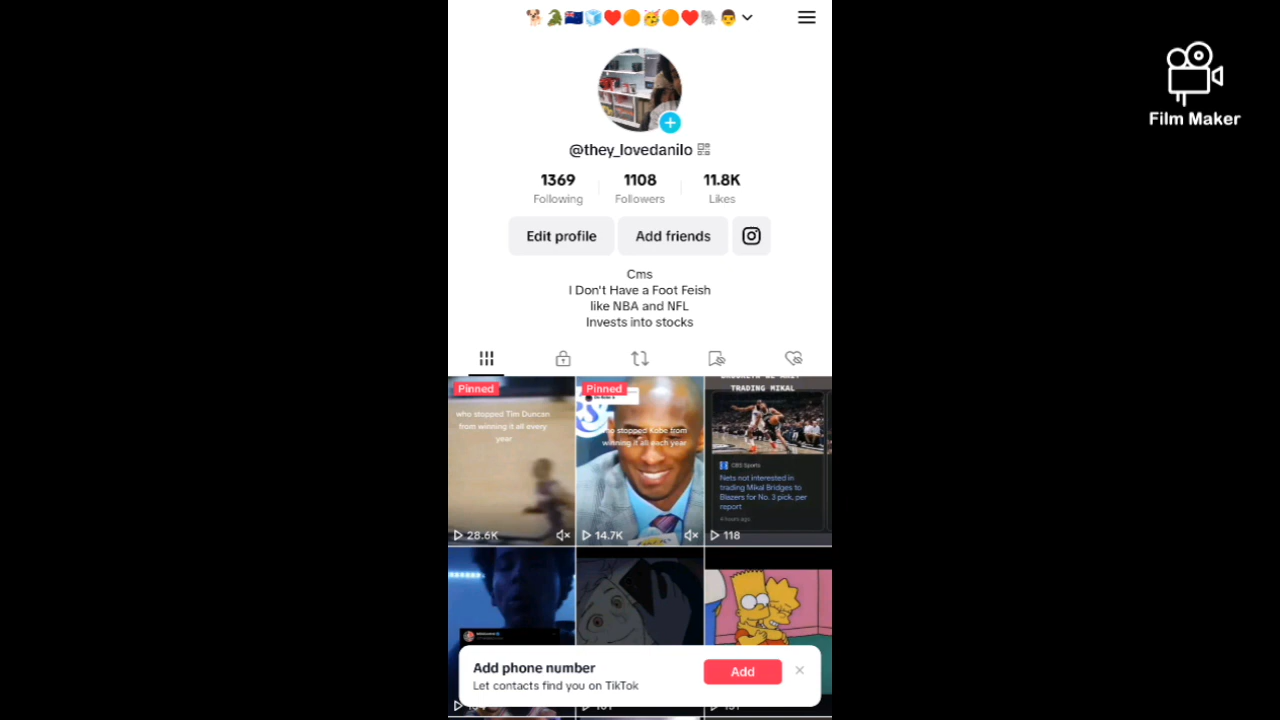 @they_lovedanilo
1369
Following
1108
Followers
11.8K
Likes
Edit profile
Add friends
Cms
I Don't Have a Foot Feish
like NBA and NFL
Invests into stocks
Pinned
who stopped Tim Duncan
from winning it all every
year
28.6K
Pinned
stopped Kobe from
winning it all each year
14.7K
TRADING MIKAL
CBS Sports
Nets not interested in
trading Mikal Bridges to
Blazers for No. 3 pick, per
report
4 hours ago
118
Add phone number
Let contacts find you on TikTok
Add
Film Maker